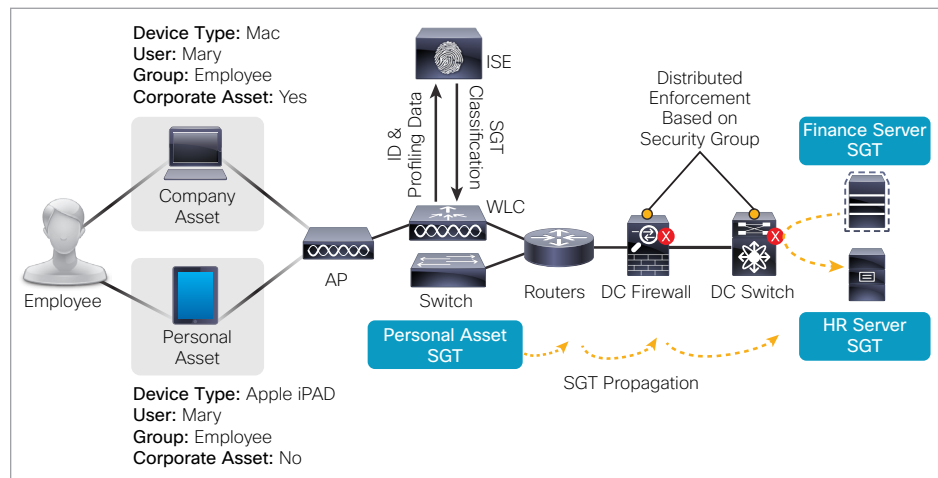 Device Type: Mac
User: Mary
Group: Employee
Corporate Asset: Yes
ISE
ID &
Profiling Data
SGT
Classification
Distributed
Enforcement
Based on
Security Group
Finance Server
SGT
Company
Asset
WLC
Employee
AP
Switch
Routers
DC Firewall
X
DC Switch
X
Personal
Asset
Personal Asset
SGT
SGT Propagation
HR Server
SGT
Device Type: Apple iPAD
User: Mary
Group: Employee
Corporate Asset: No